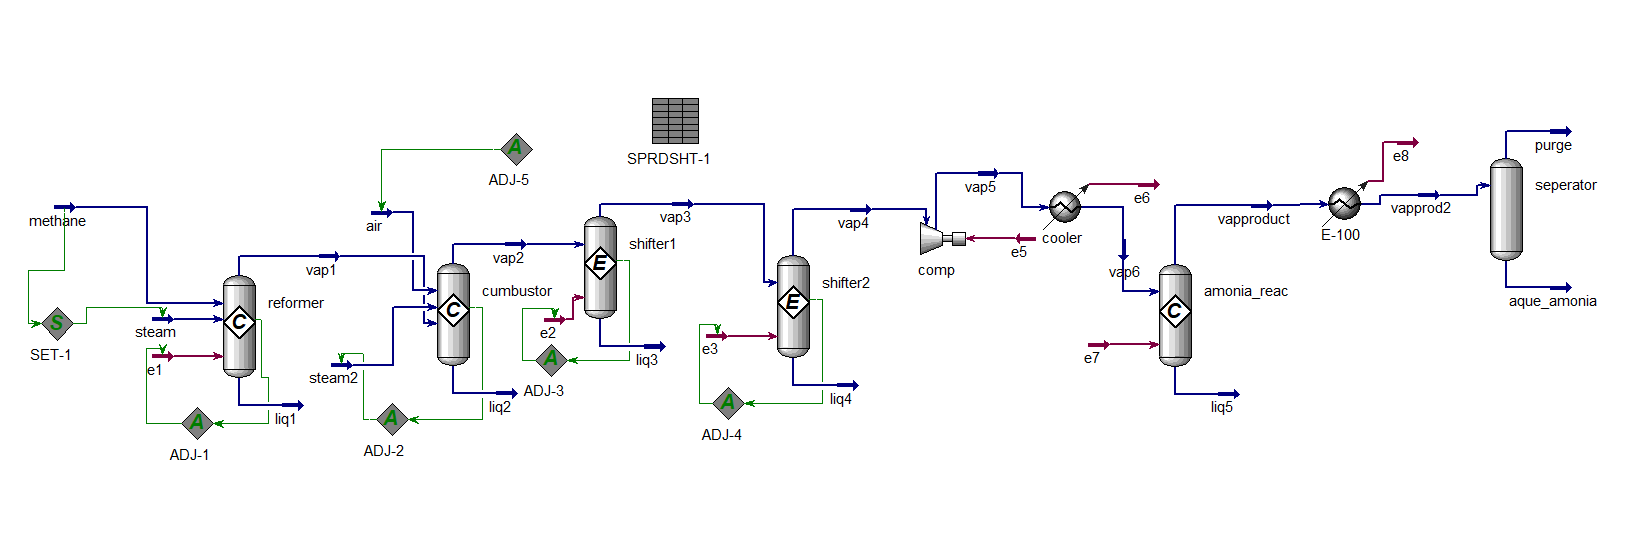 SPRDSHT-1
A
ADJ-5
methane
air
vap1
vap2
vap3
vap4
vap5
vap6
e5
comp
cooler
e6
vapproduct
E-100
e8
vapprod2
purge
seperator
aque_amonia
S
SET-1
steam
e1
C
reformer
liq1
A
ADJ-1
steam2
C
cumbustor
liq2
A
ADJ-2
E
shifter1
e2
liq3
A
ADJ-3
E
shifter2
e3
liq4
A
ADJ-4
C
amonia_reac
e7
liq5